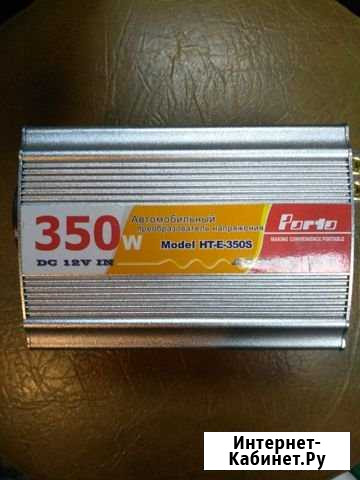 350W
DC 12V IN
Автомобильный
преобразователь напряжения
Model HT-E-350S
Porto
MAKING CONVENIENCE PORTABLE
Интернет-
Кабинет.Ру